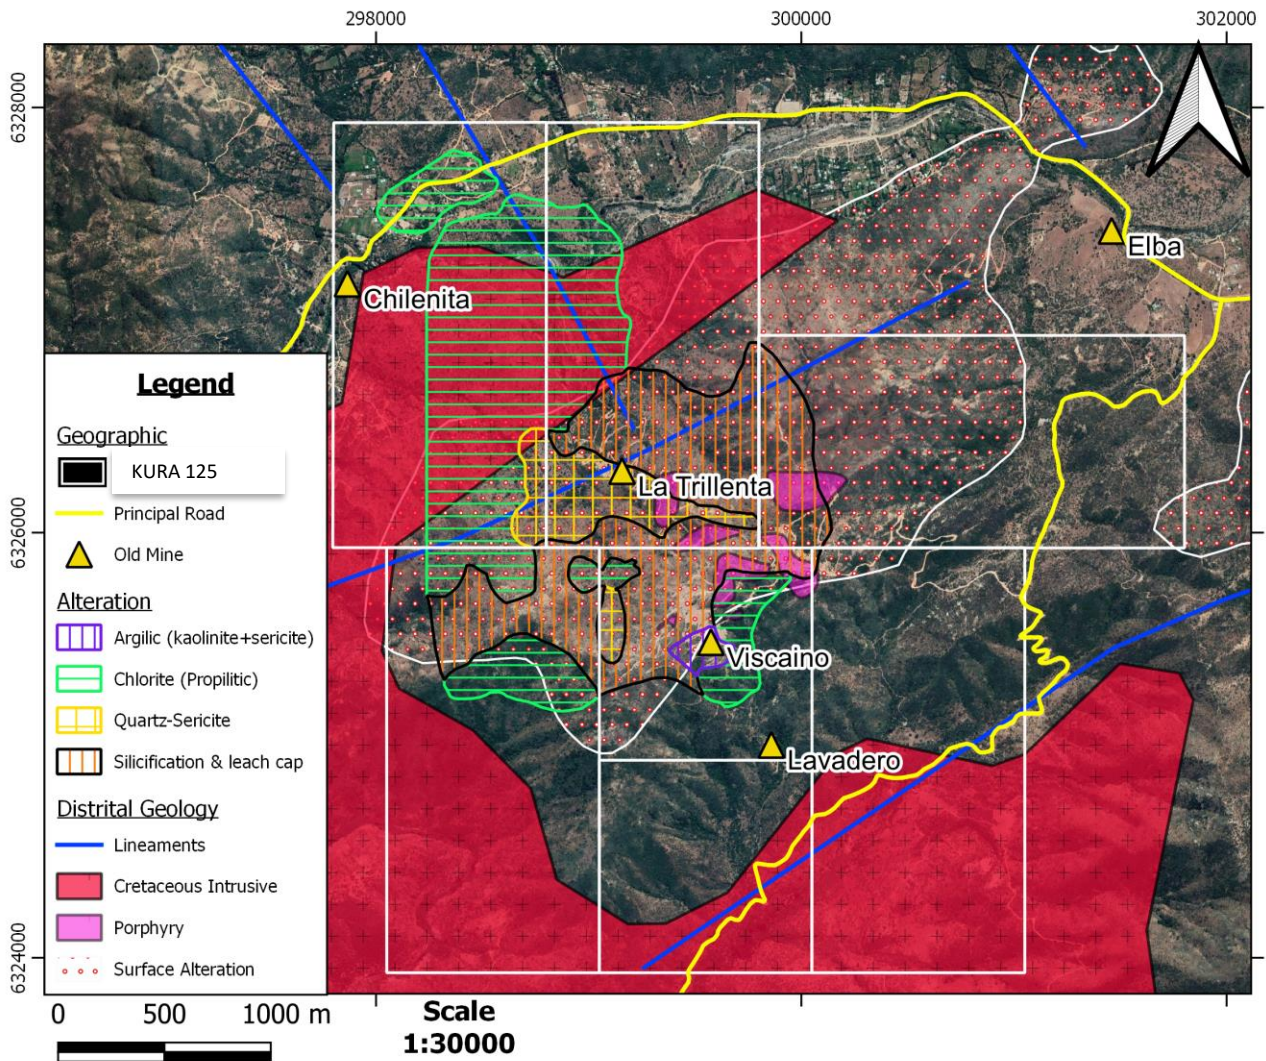 298000
300000
302000
6328000
6326000
6324000
Elba
Chilenita
La Trillenta
Viscaino
Lavadero
Legend
Geographic
KURA 125
Principal Road
Old Mine
Alteration
Argilic (kaolinite+sericite)
Chlorite (Propilitic)
Quartz-Sericite
Silicification & leach cap
Distrital Geology
Lineaments
Cretaceous Intrusive
Porphyry
Surface Alteration
0 500 1000 m
Scale
1:30000